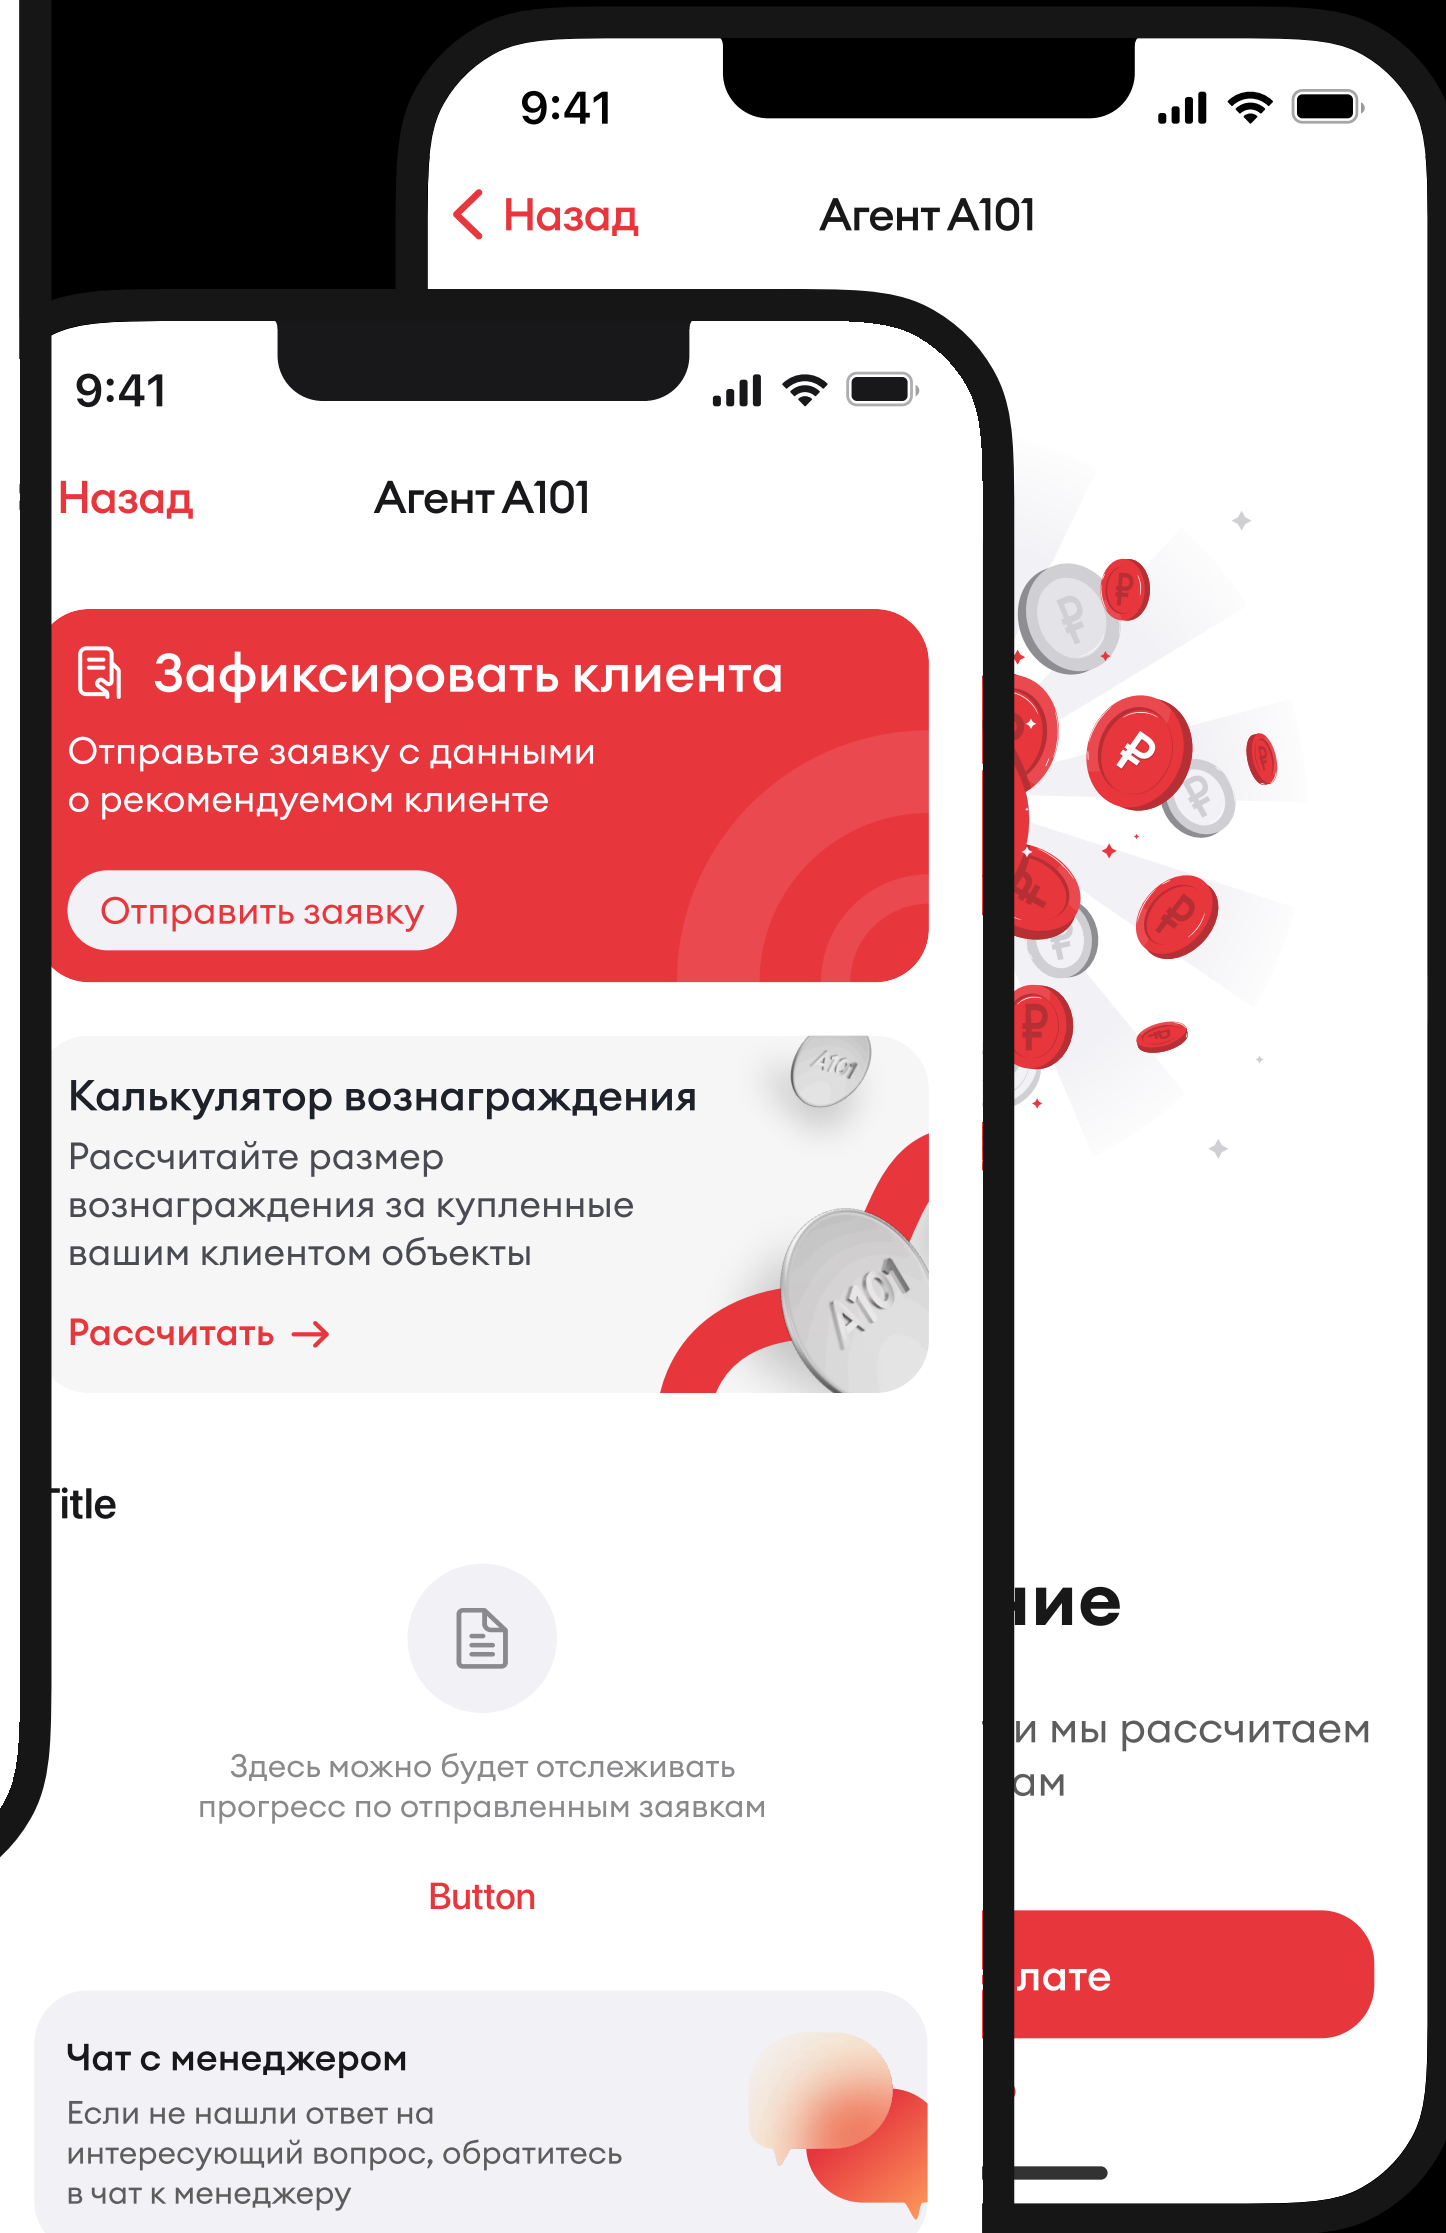 9:41
Назад
Агент А101
9:41
Назад
Агент А101
Зафиксировать клиента
Отправьте заявку с данными
о рекомендуемом клиенте
Отправить заявку
Калькулятор вознаграждения
Рассчитайте размер
вознаграждения за купленные
вашим клиентом объекты
Рассчитать
А101
А101
Title
Здесь можно будет отслеживать
прогресс по отправленным заявкам
Button
Чат с менеджером
Если не нашли ответ на
интересующий вопрос, обратитесь
в чат к менеджеру
ние
и мы рассчитаем
ам
лате